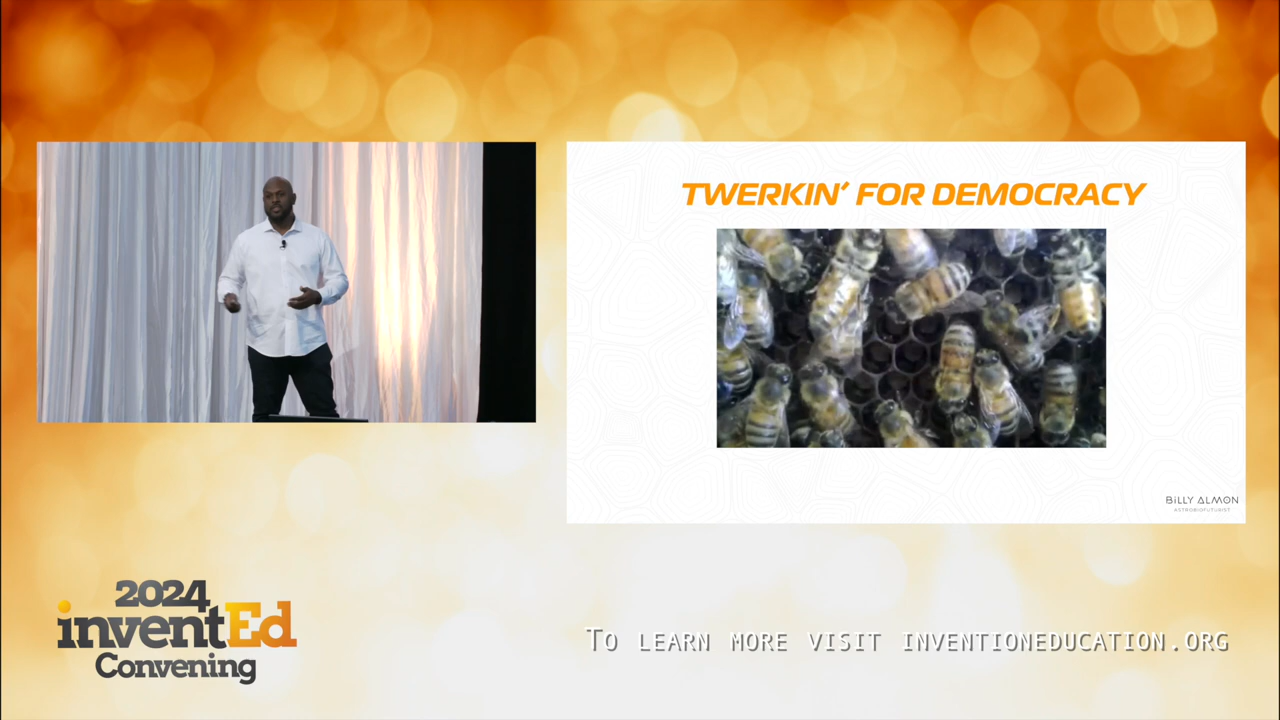 TWERKIN' FOR DEMOCRACY
BiLLY ALMON
ASTROBIOFUTURIST
2024
inventEd
Convening
To learn more visit inventioneducation.org